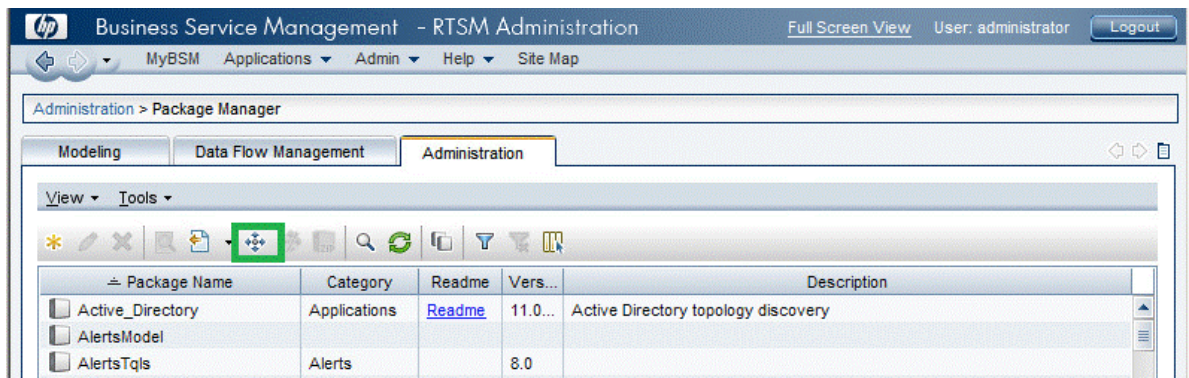 hp Business Service Management – RTSM Administration Full Screen View User: administrator Logout
MyBSM Applications Admin Help Site Map
Administration > Package Manager
Modeling Data Flow Management Administration
View Tools
Package Name Category Readme Vers... Description
Active_Directory Applications Readme 11.0... Active Directory topology discovery
AlertsModel
AlertsTqls Alerts 8.0